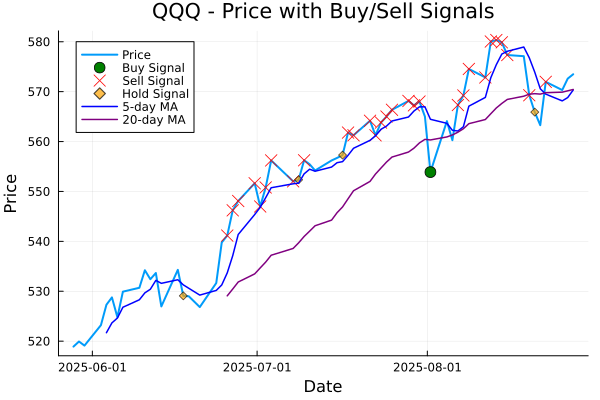 QQQ - Price with Buy/Sell Signals
580
570
560
550
540
530
520
Price
Price
Buy Signal
Sell Signal
Hold Signal
5-day MA
20-day MA
2025-06-01
2025-07-01
2025-08-01
Date